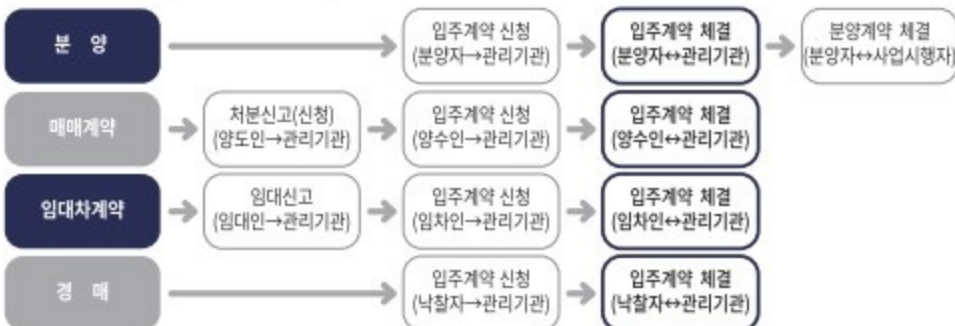 분 양
입주계약 신청
(분양자→관리기관)
입주계약 체결
(분양자↔관리기관)
분양계약 체결
(분양자↔사업시행자)
매매계약
처분신고(신청)
(양도인→관리기관)
입주계약 신청
(양수인→관리기관)
입주계약 체결
(양수인↔관리기관)
임대차계약
임대신고
(임대인→관리기관)
입주계약 신청
(임차인→관리기관)
입주계약 체결
(임차인↔관리기관)
경 매
입주계약 신청
(낙찰자→관리기관)
입주계약 체결
(낙찰자↔관리기관)